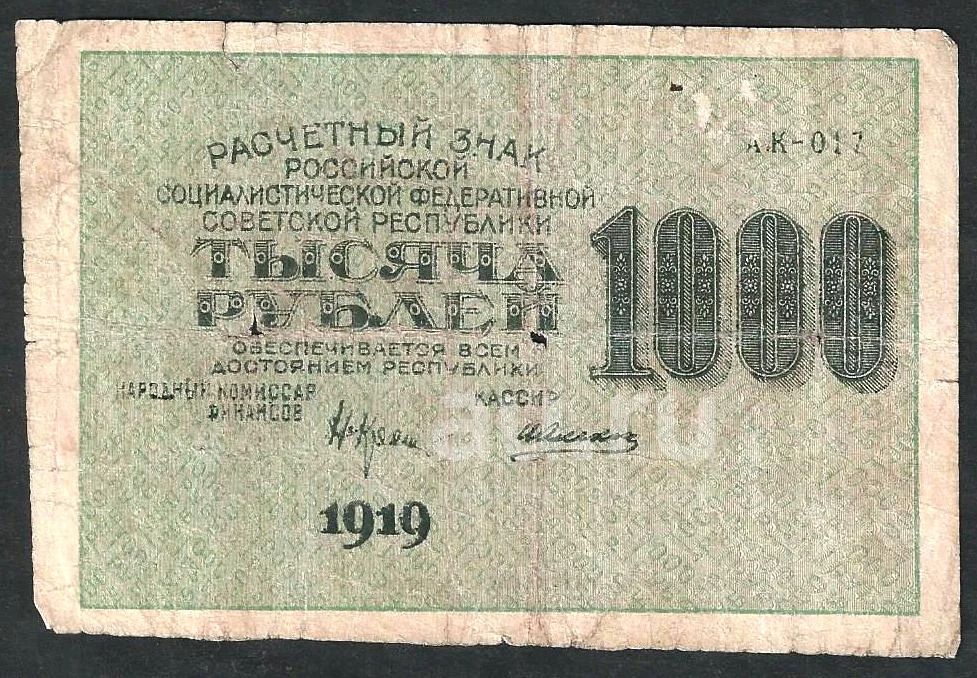 РАСЧЕТНЫЙ ЗНАК
АК-017
РОССИЙСКОЙ
СОЦИАЛИСТИЧЕСКОЙ ФЕДЕРАТИВНОЙ
СОВЕТСКОЙ РЕСПУБЛИКИ
ТЫСЯЧА
РУБЛЕЙ
1000
ОБЕСПЕЧИВАЕТСЯ ВСЕМ
ДОСТОЯНИЕМ РЕСПУБЛИКИ
НАРОДНЫЙ КОМИССАР
ФИНАНСОВ
КАССИР
1919